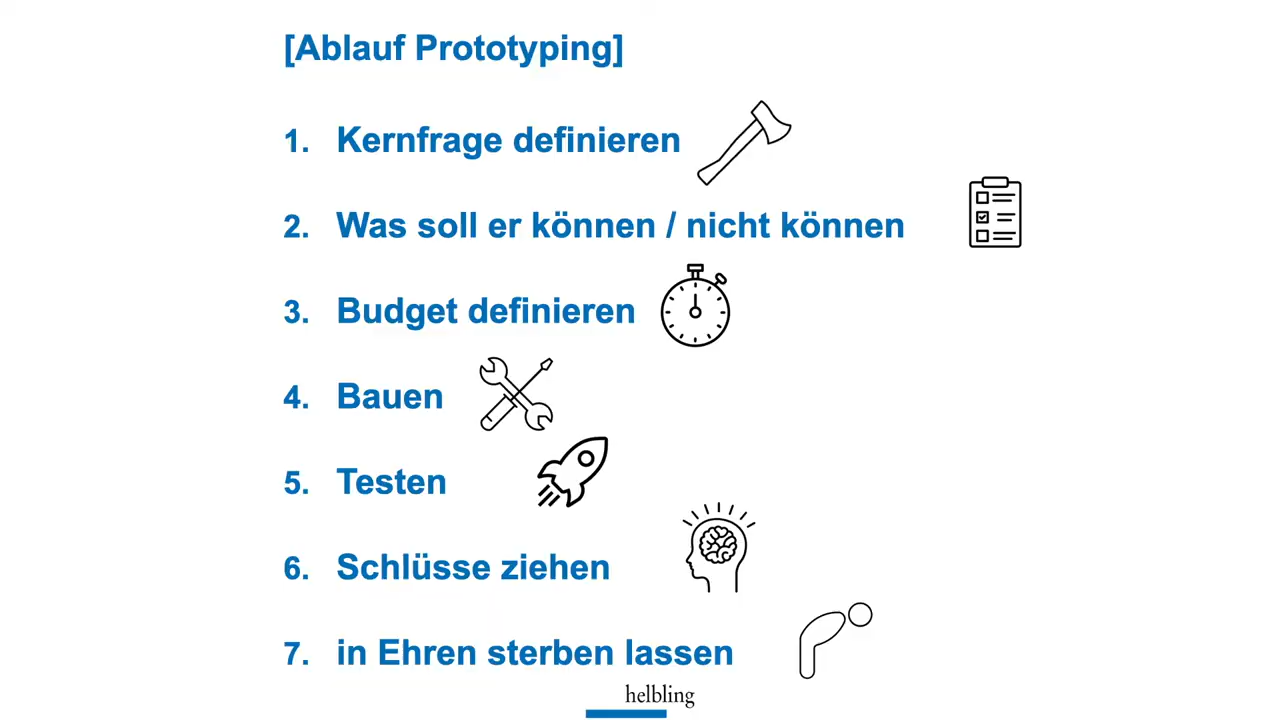 [Ablauf Prototyping]
1. Kernfrage definieren
2. Was soll er können / nicht können
3. Budget definieren
4. Bauen
5. Testen
6. Schlüsse ziehen
7. in Ehren sterben lassen
helbling